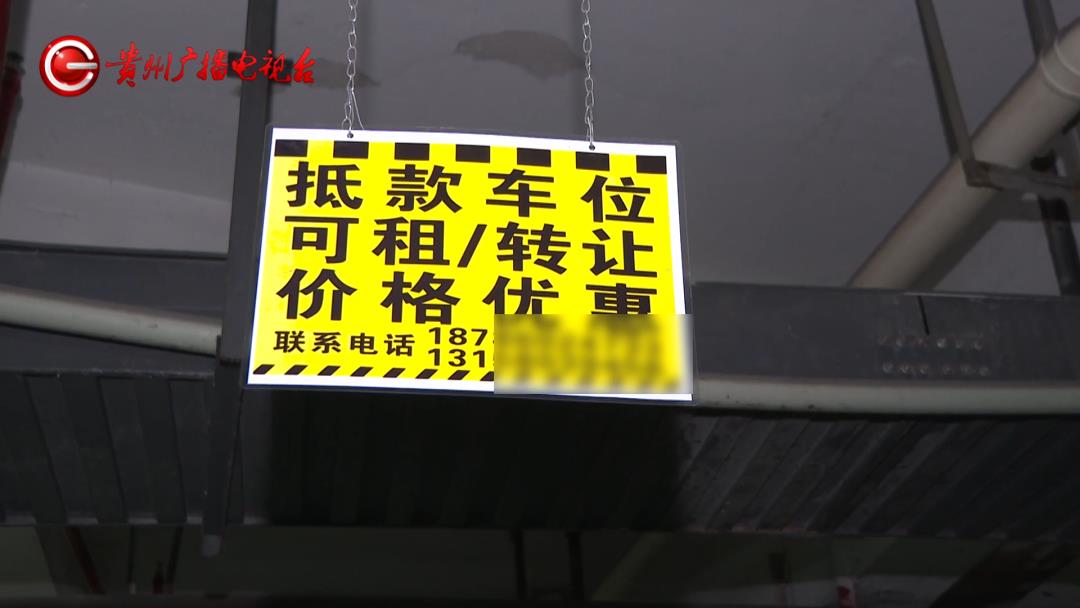 贵州广播电视台
抵款车位
可租/转让
价格优惠
联系电话
187
131